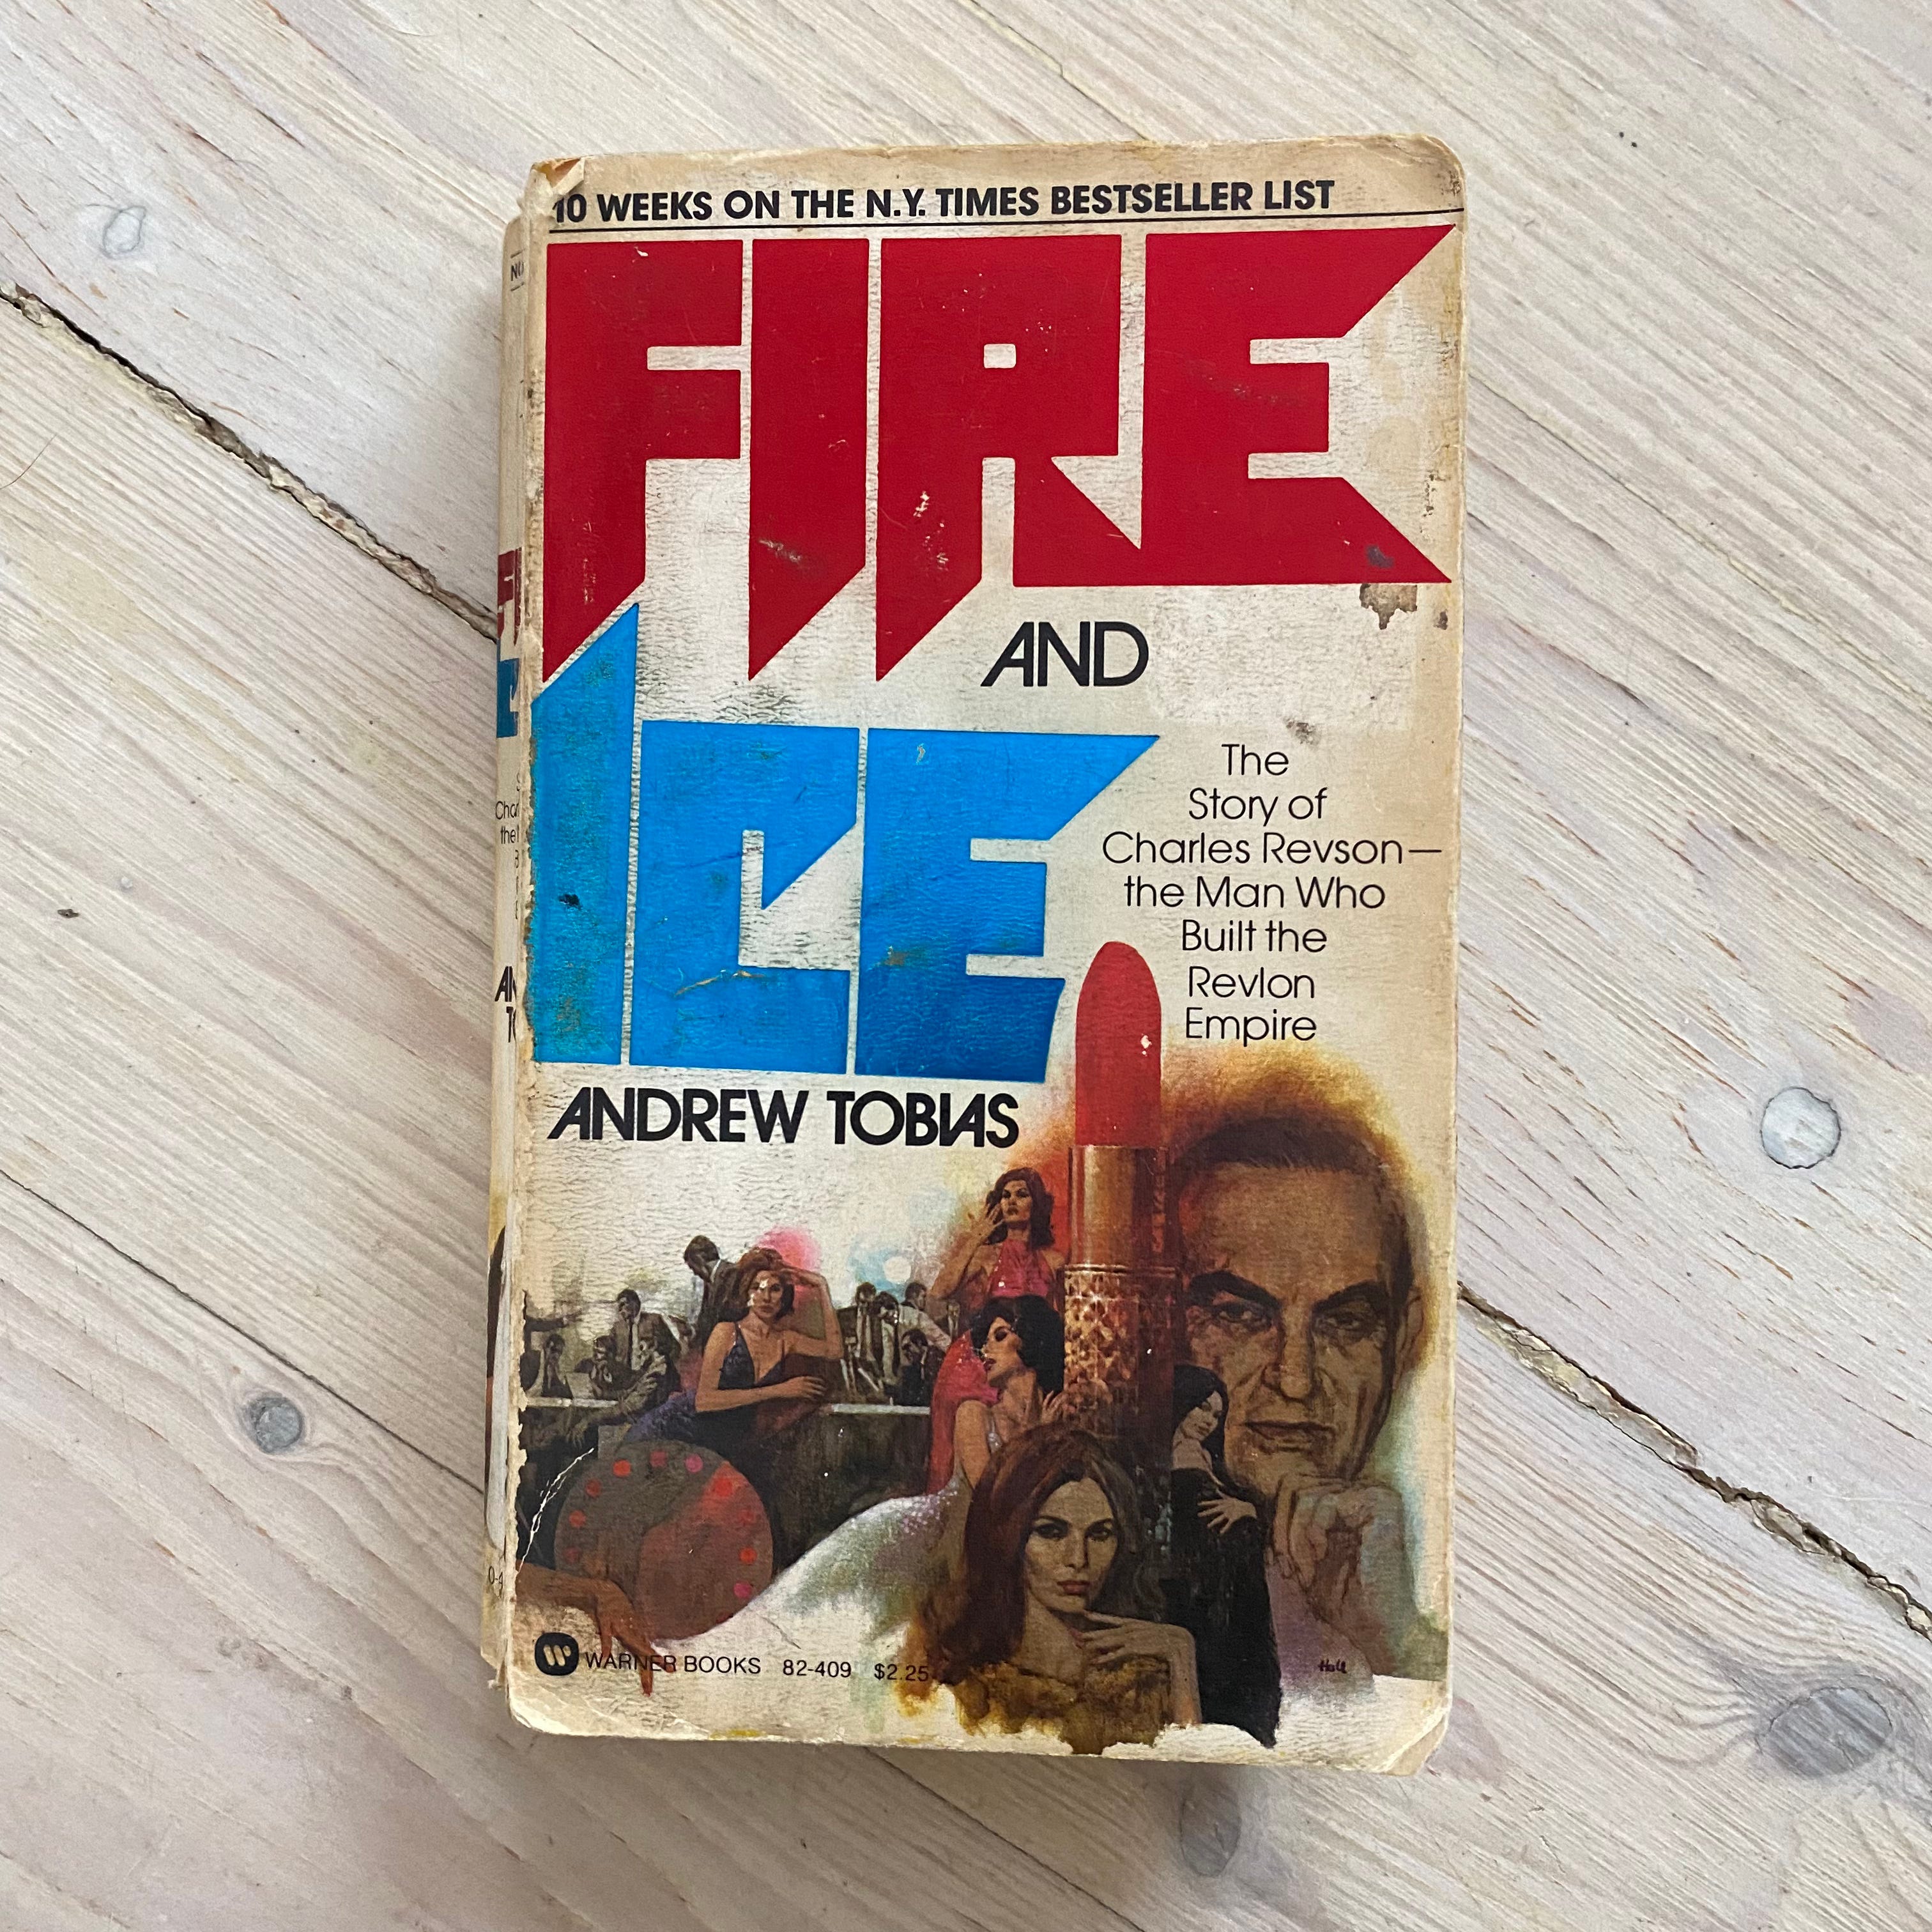 10 WEEKS ON THE N.Y. TIMES BESTSELLER LIST
FIRE
AND
ICE
The
Story of
Charles Revson—
the Man Who
Built the
Revlon
Empire
ANDREW TOBIAS
WARNER BOOKS 82-409 $2.25
Hall